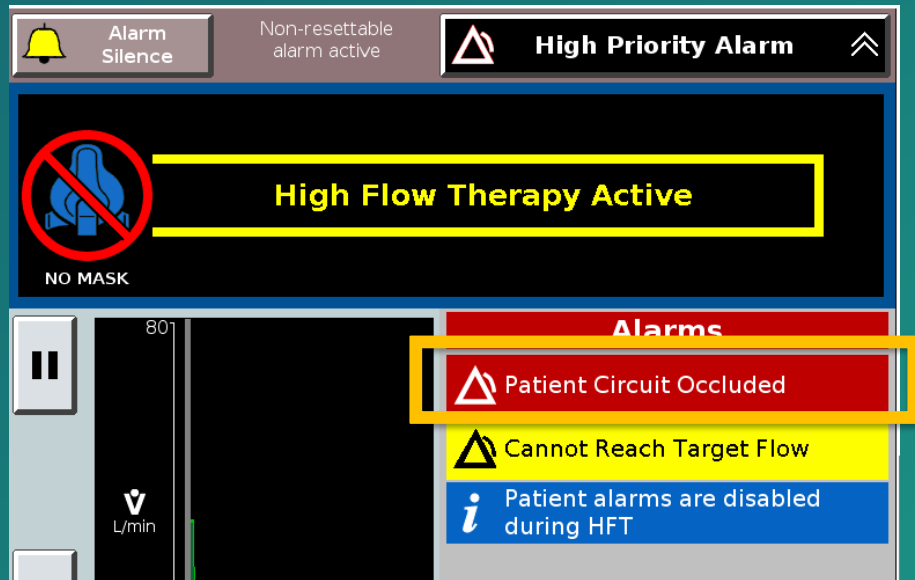 Alarm
Silence
Non-resettable
alarm active
High Priority Alarm
High Flow Therapy Active
NO MASK
80
V̇
L/min
Alarms
Patient Circuit Occluded
Cannot Reach Target Flow
i
Patient alarms are disabled
during HFT